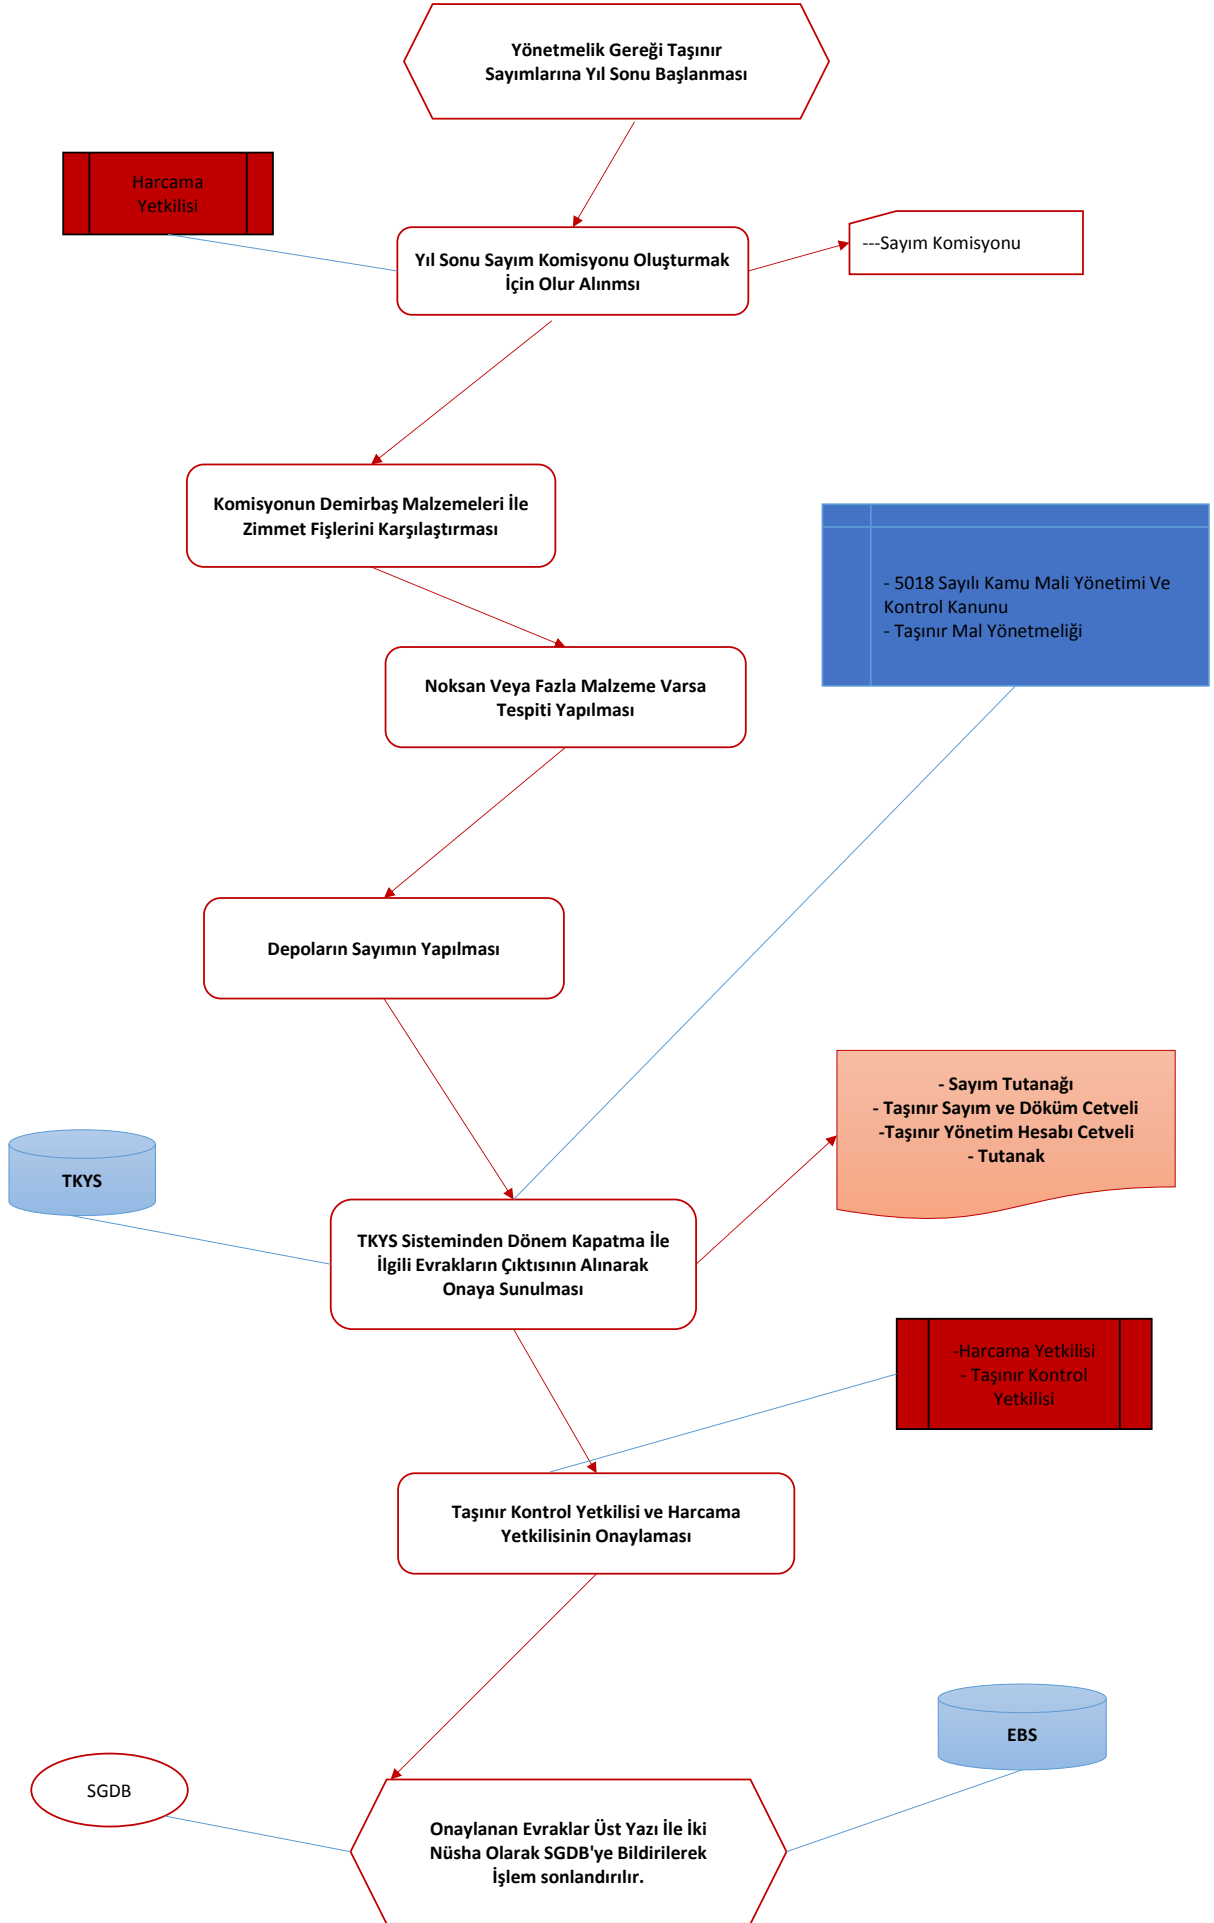 Yönetmelik Gereği Taşınır
Sayımlarına Yıl Sonu Başlanması
Harcama
Yetkilisi
Yıl Sonu Sayım Komisyonu Oluşturmak
İçin Olur Alınmsı
---Sayım Komisyonu
Komisyonun Demirbaş Malzemeleri İle
Zimmet Fişlerini Karşılaştırması
- 5018 Sayılı Kamu Mali Yönetimi Ve
Kontrol Kanunu
- Taşınır Mal Yönetmeliği
Noksan Veya Fazla Malzeme Varsa
Tespiti Yapılması
Depoların Sayımın Yapılması
- Sayım Tutanağı
- Taşınır Sayım ve Döküm Cetveli
-Taşınır Yönetim Hesabı Cetveli
- Tutanak
TKYS
TKYS Sisteminden Dönem Kapatma İle
İlgili Evrakların Çıktısının Alınarak
Onaya Sunulması
-Harcama Yetkilisi
- Taşınır Kontrol
Yetkilisi
Taşınır Kontrol Yetkilisi ve Harcama
Yetkilisinin Onaylaması
EBS
SGDB
Onaylanan Evraklar Üst Yazı İle İki
Nüsha Olarak SGDB'ye Bildirilerek
İşlem sonlandırılır.